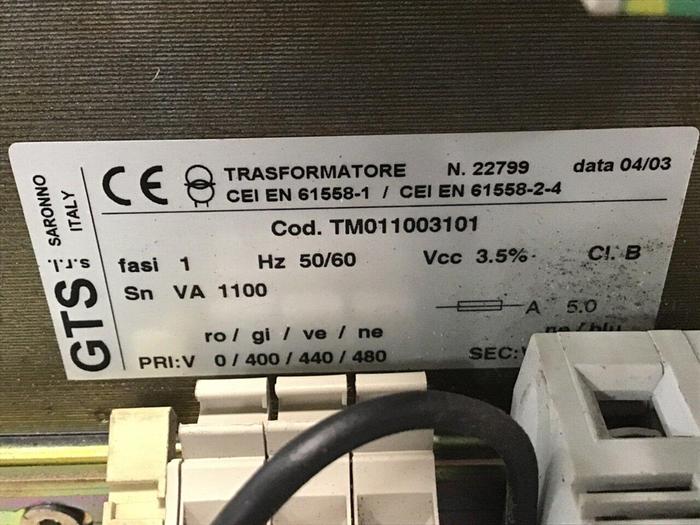 GTS s.r.l. SARONNO ITALY
CE TRASFORMATORE N. 22799 data 04/03
CEI EN 61558-1 / CEI EN 61558-2-4
Cod. TM011003101
fasi 1 Hz 50/60 Vcc 3.5% Cl. B
Sn VA 1100
A 5.0
ro / gi / ve / ne
PRI:V 0 / 400 / 440 / 480 SEC: